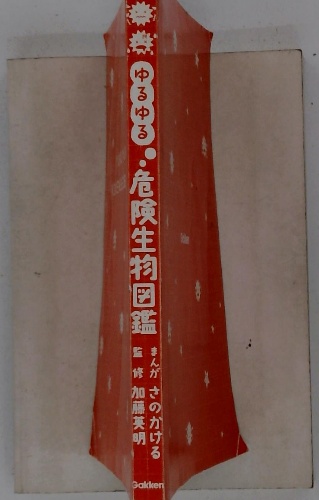 ゆるゆる
危険生物図鑑
まんが さのかける
監修 加藤英明
Gakken